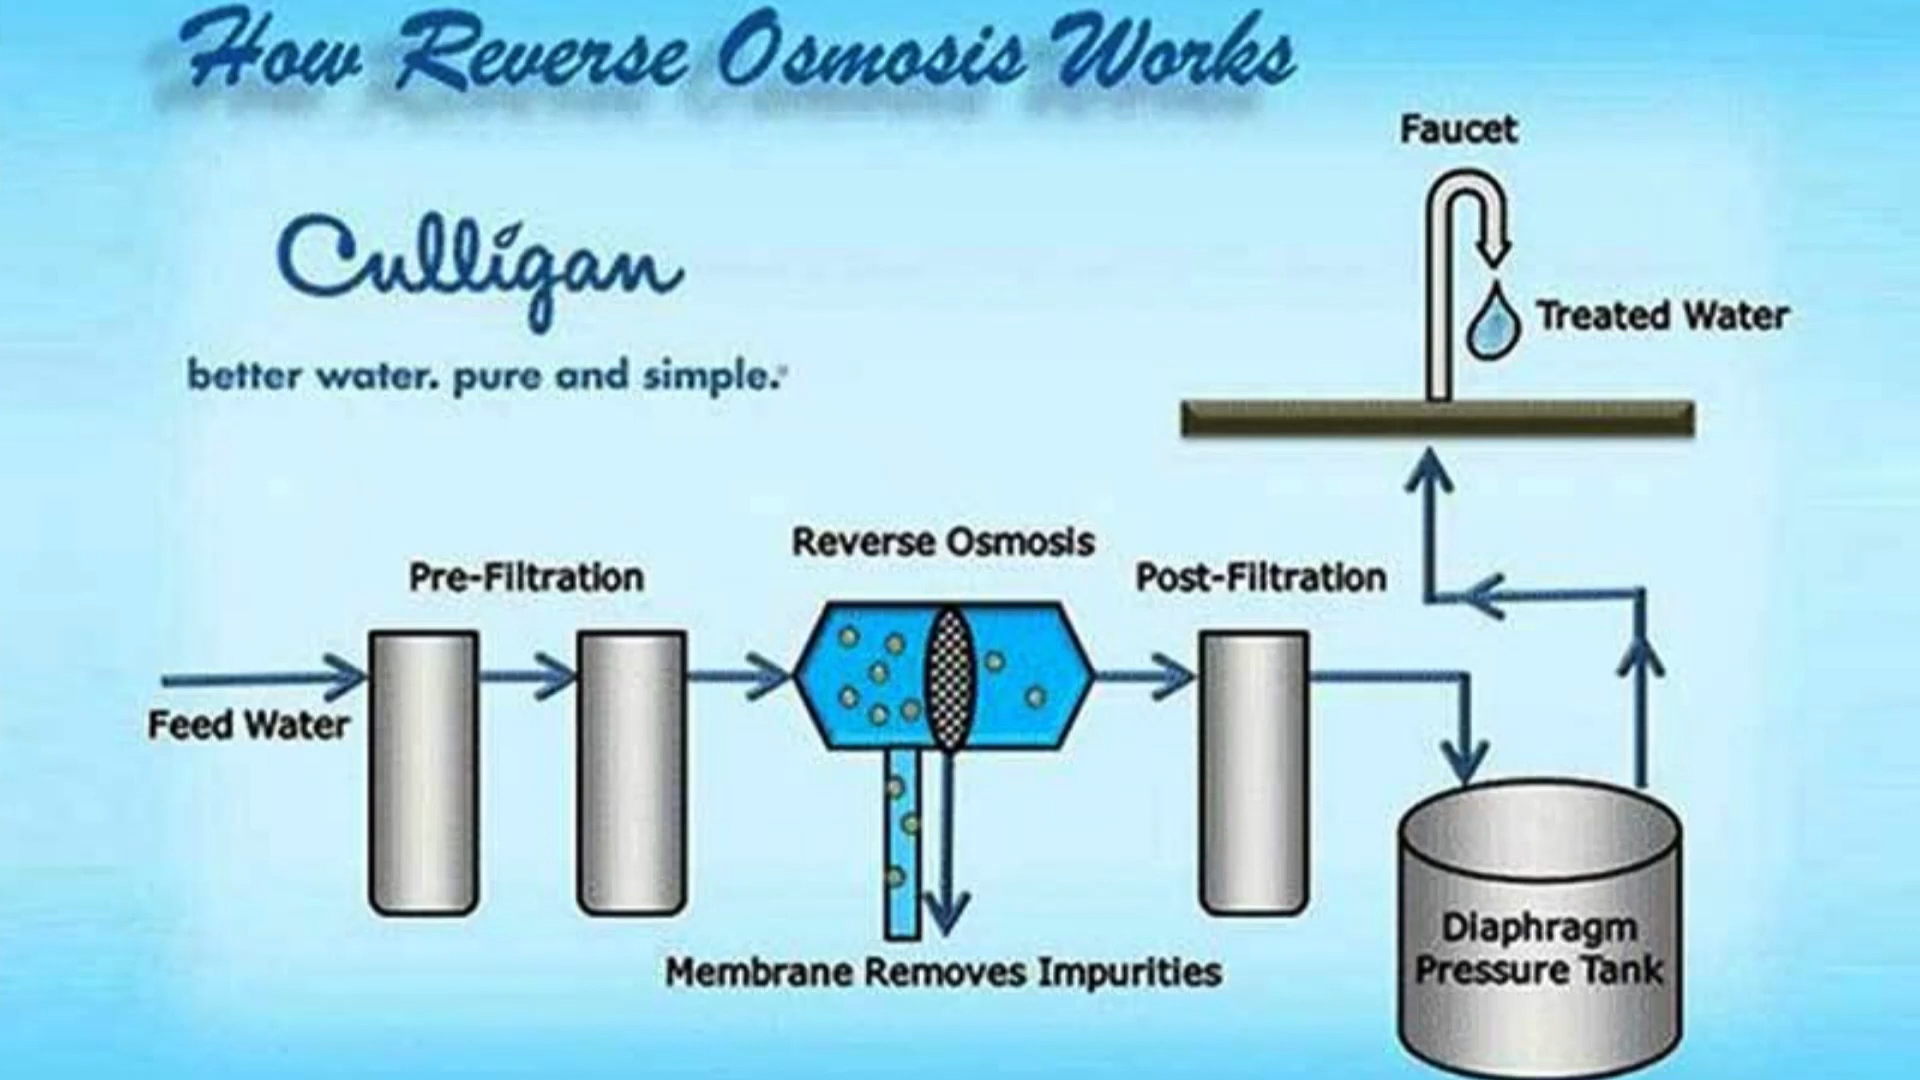 How Reverse Osmosis Works
Culligan
better water. pure and simple.®
Faucet
Treated Water
Reverse Osmosis
Pre-Filtration
Post-Filtration
Feed Water
Membrane Removes Impurities
Diaphragm
Pressure Tank